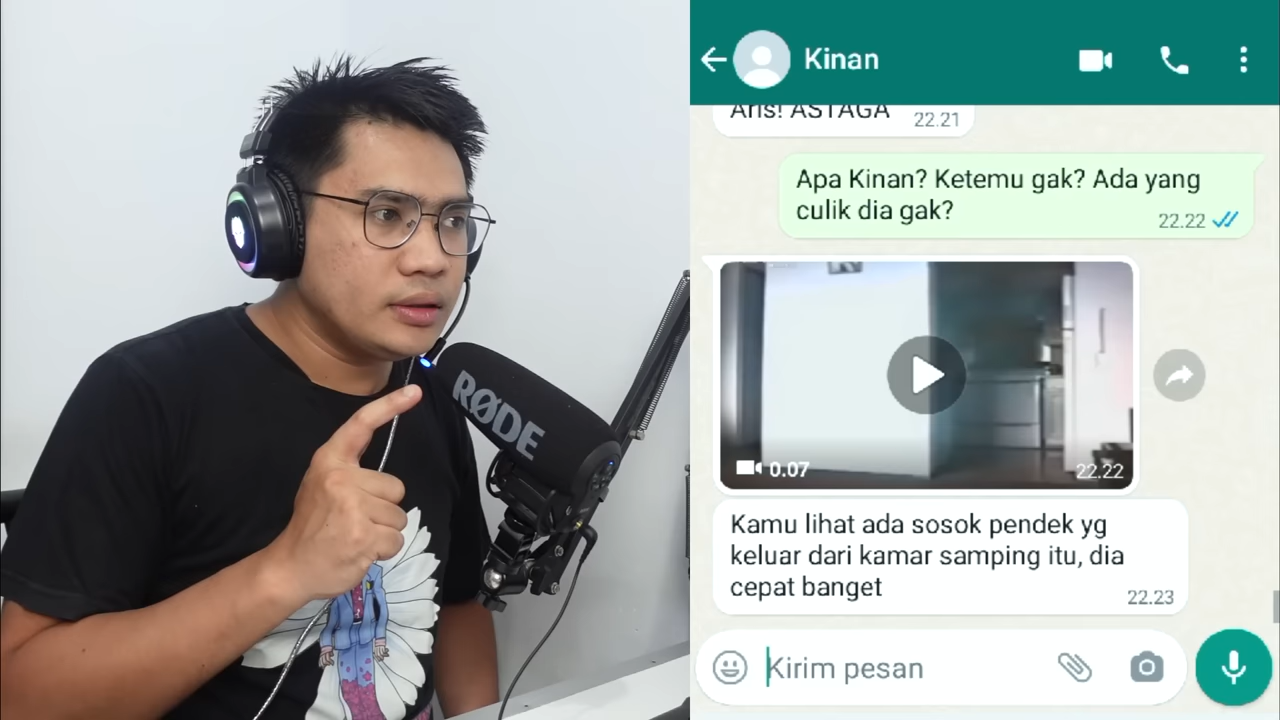 RØDE
Kinan
Aris! ASTAGA
22.21
Apa Kinan? Ketemu gak? Ada yang
culik dia gak?
22.22
0.07
22.22
Kamu lihat ada sosok pendek yg
keluar dari kamar samping itu, dia
cepat banget
22.23
Kirim pesan